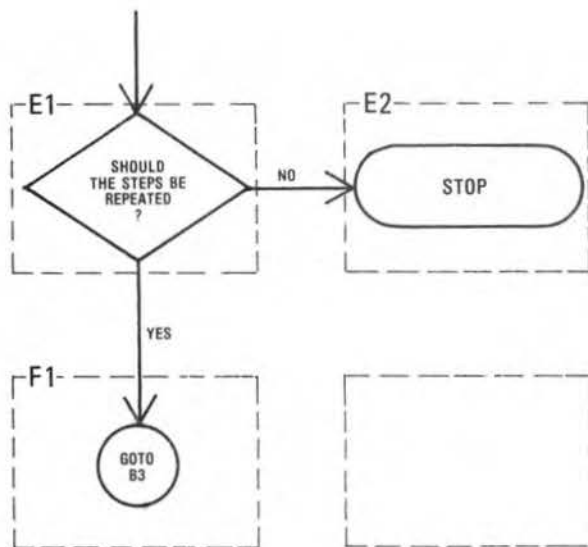 E1
E2
SHOULD
THE STEPS BE
REPEATED
?
NO
STOP
YES
F1
GOTO
B3